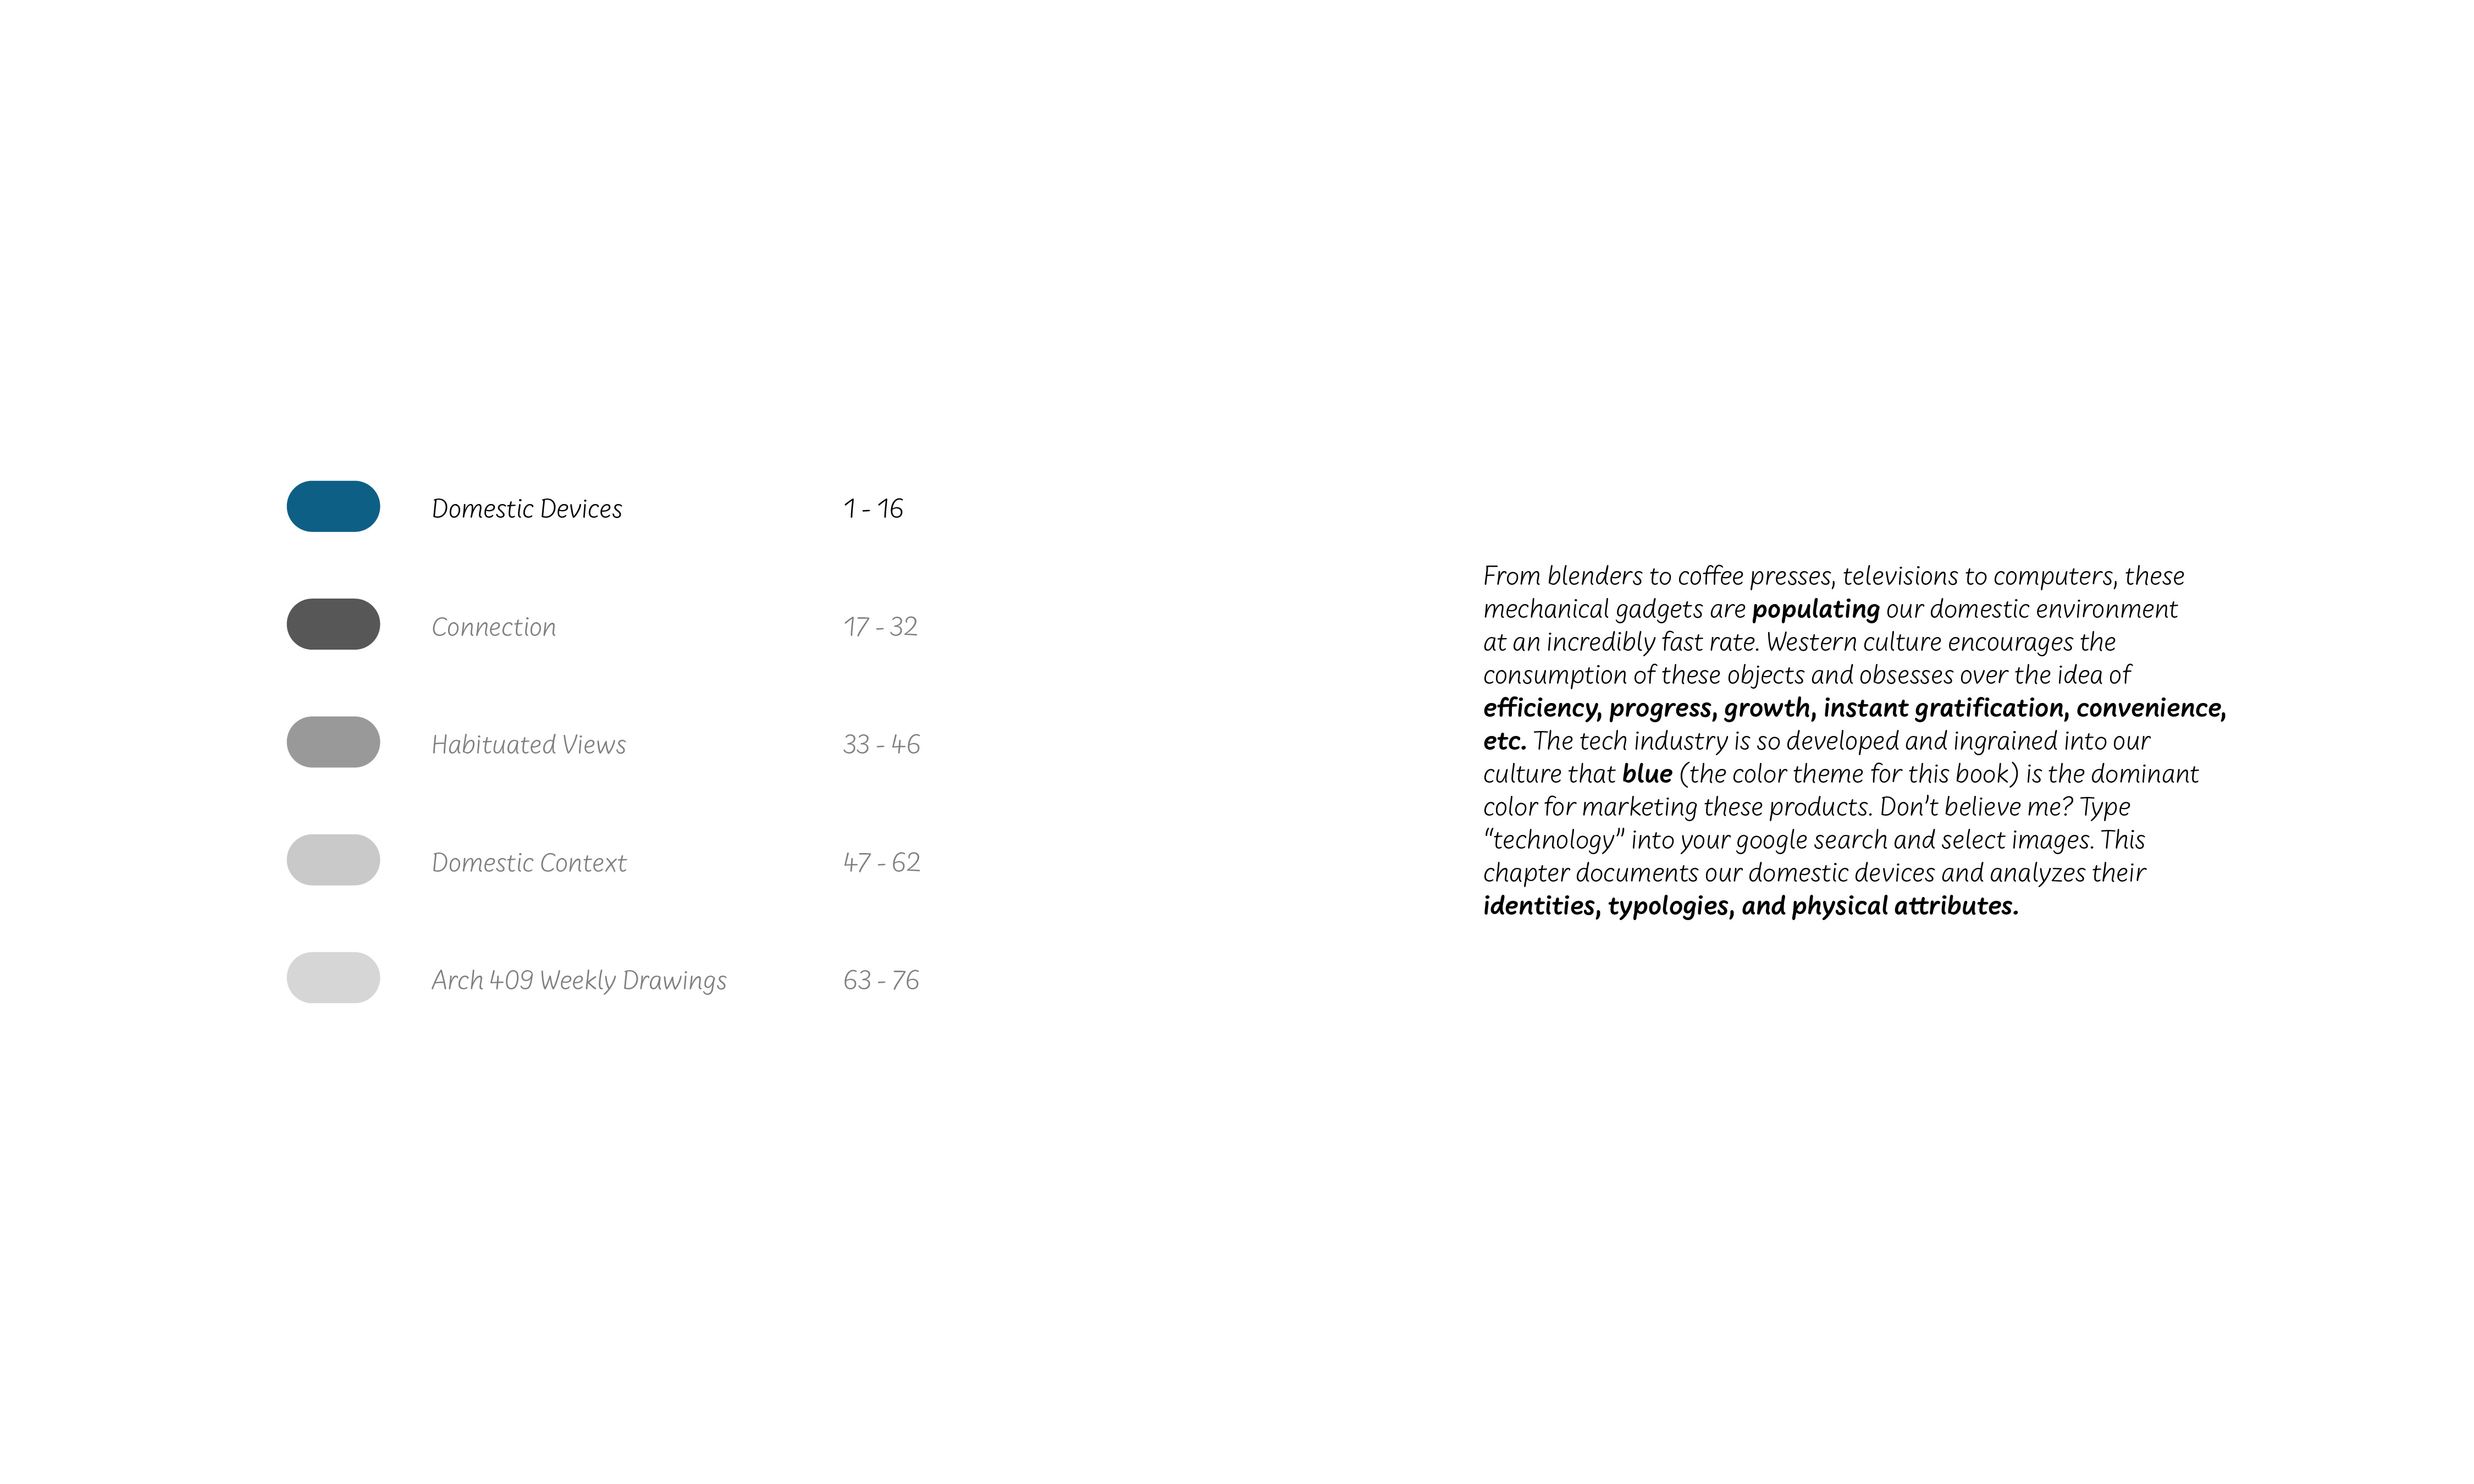 Domestic Devices 1 - 16
Connection 17 - 32
Habituated Views 33 - 46
Domestic Context 47 - 62
Arch 409 Weekly Drawings 63 - 76
From blenders to coffee presses, televisions to computers, these
mechanical gadgets are populating our domestic environment
at an incredibly fast rate. Western culture encourages the
consumption of these objects and obsesses over the idea of
efficiency, progress, growth, instant gratification, convenience,
etc. The tech industry is so developed and ingrained into our
culture that blue (the color theme for this book) is the dominant
color for marketing these products. Don’t believe me? Type
“technology” into your google search and select images. This
chapter documents our domestic devices and analyzes their
identities, typologies, and physical attributes.